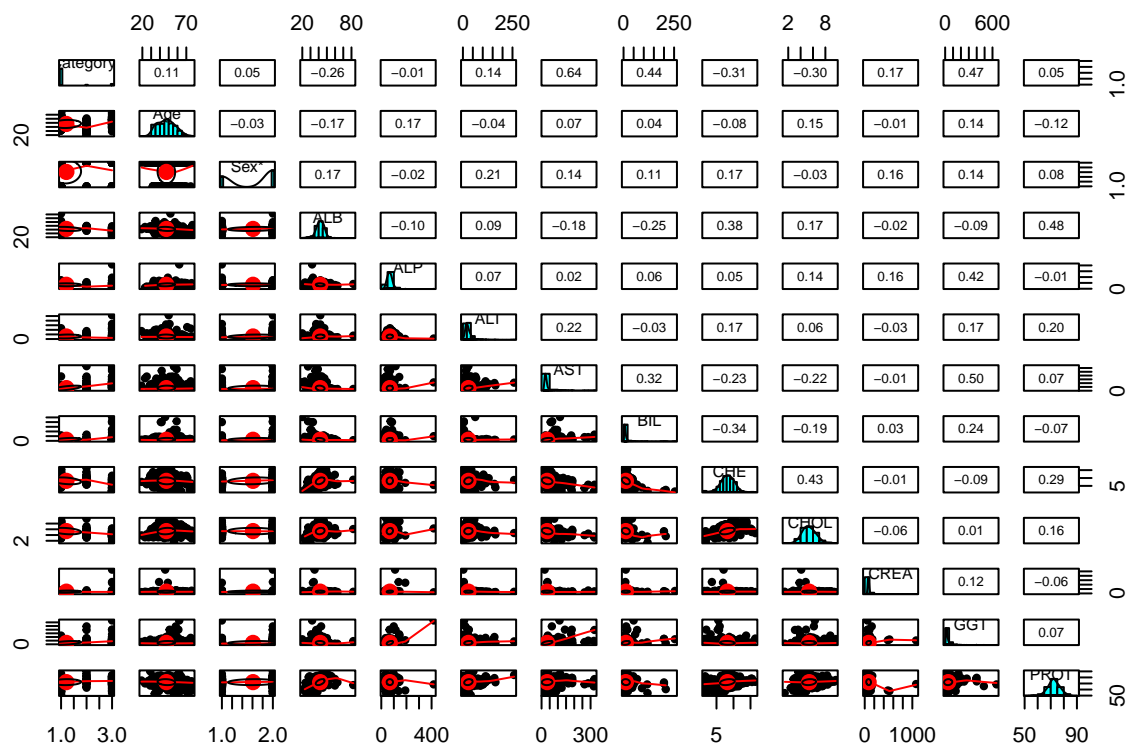 20 70 20 80 0 250 0 250 2 8 0 600
ategory 0.11 0.05 −0.26 −0.01 0.14 0.64 0.44 −0.31 −0.30 0.17 0.47 0.05 1.0
20 Age −0.03 −0.17 0.17 −0.04 0.07 0.04 −0.08 0.15 −0.01 0.14 −0.12
Sex* 0.17 −0.02 0.21 0.14 0.11 0.17 −0.03 0.16 0.14 0.08 1.0
20 ALB −0.10 0.09 −0.18 −0.25 0.38 0.17 −0.02 −0.09 0.48
ALP 0.07 0.02 0.06 0.05 0.14 0.16 0.42 −0.01 0
0 ALT 0.22 −0.03 0.17 0.06 −0.03 0.17 0.20
AST 0.32 −0.23 −0.22 −0.01 0.50 0.07 0
0 BIL −0.34 −0.19 0.03 0.24 −0.07
CHE 0.43 −0.01 −0.09 0.29 5
2 CHOL −0.06 0.01 0.16
CREA 0.12 −0.06 0
0 GGT 0.07
PROT 50
1.0 3.0 1.0 2.0 0 400 0 300 5 0 1000 50 90